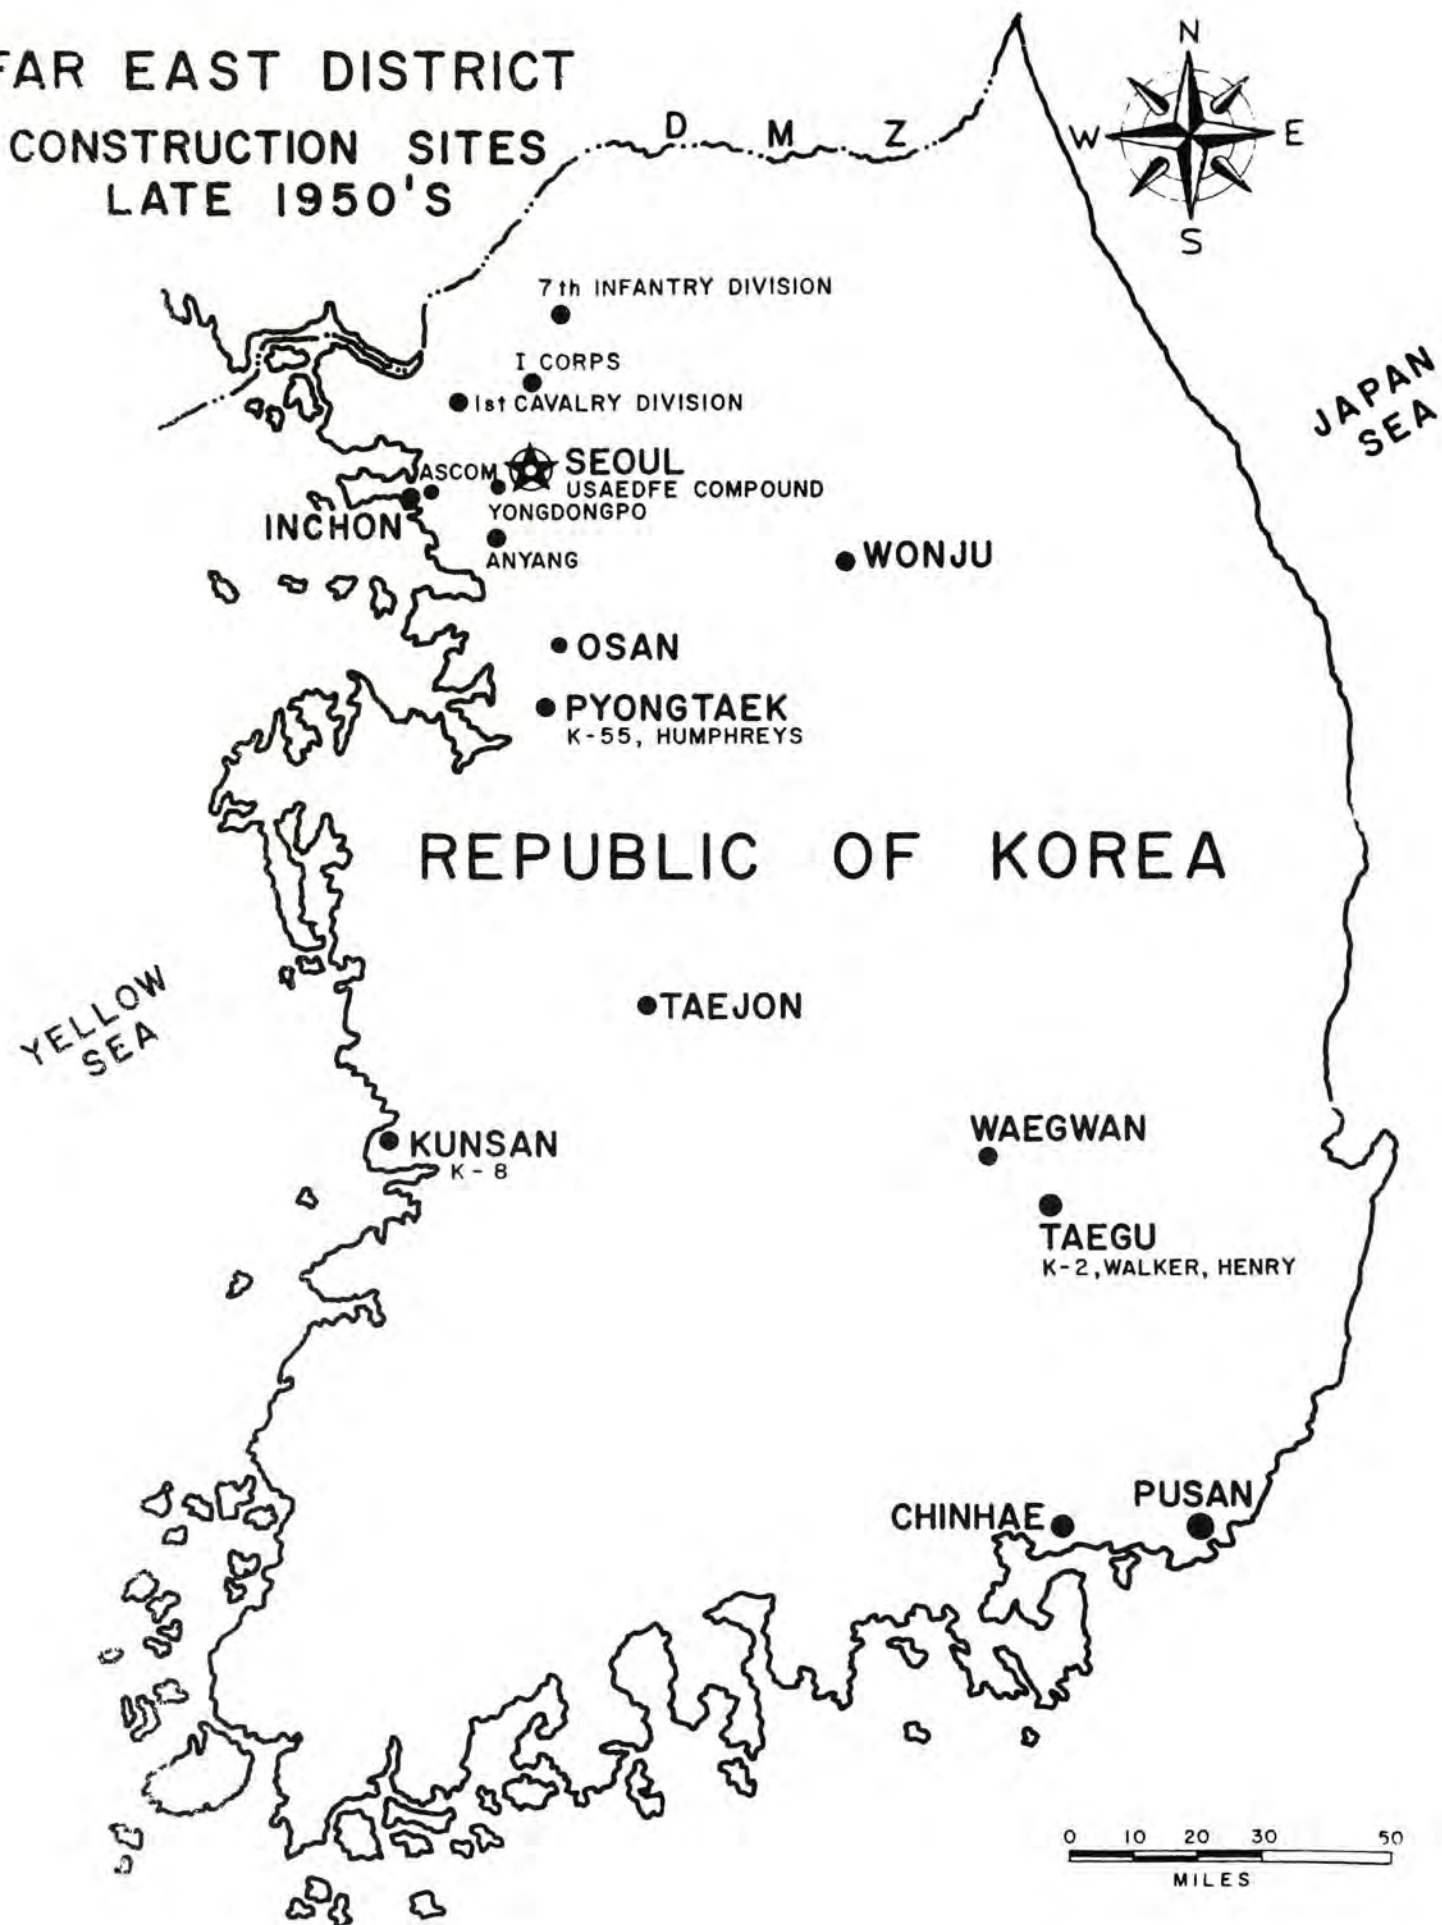 FAR EAST DISTRICT
CONSTRUCTION SITES
LATE 1950'S
N
W
E
S
D M Z
7th INFANTRY DIVISION
I CORPS
1st CAVALRY DIVISION
JAPAN
SEA
ASCOM
SEOUL
USAEDFE COMPOUND
YONGDONGPO
INCHON
ANYANG
WONJU
OSAN
PYONGTAEK
K-55, HUMPHREYS
REPUBLIC OF KOREA
YELLOW
SEA
TAEJON
KUNSAN
K-8
WAEGWAN
TAEGU
K-2, WALKER, HENRY
CHINHAE
PUSAN
0 10 20 30 50
MILES